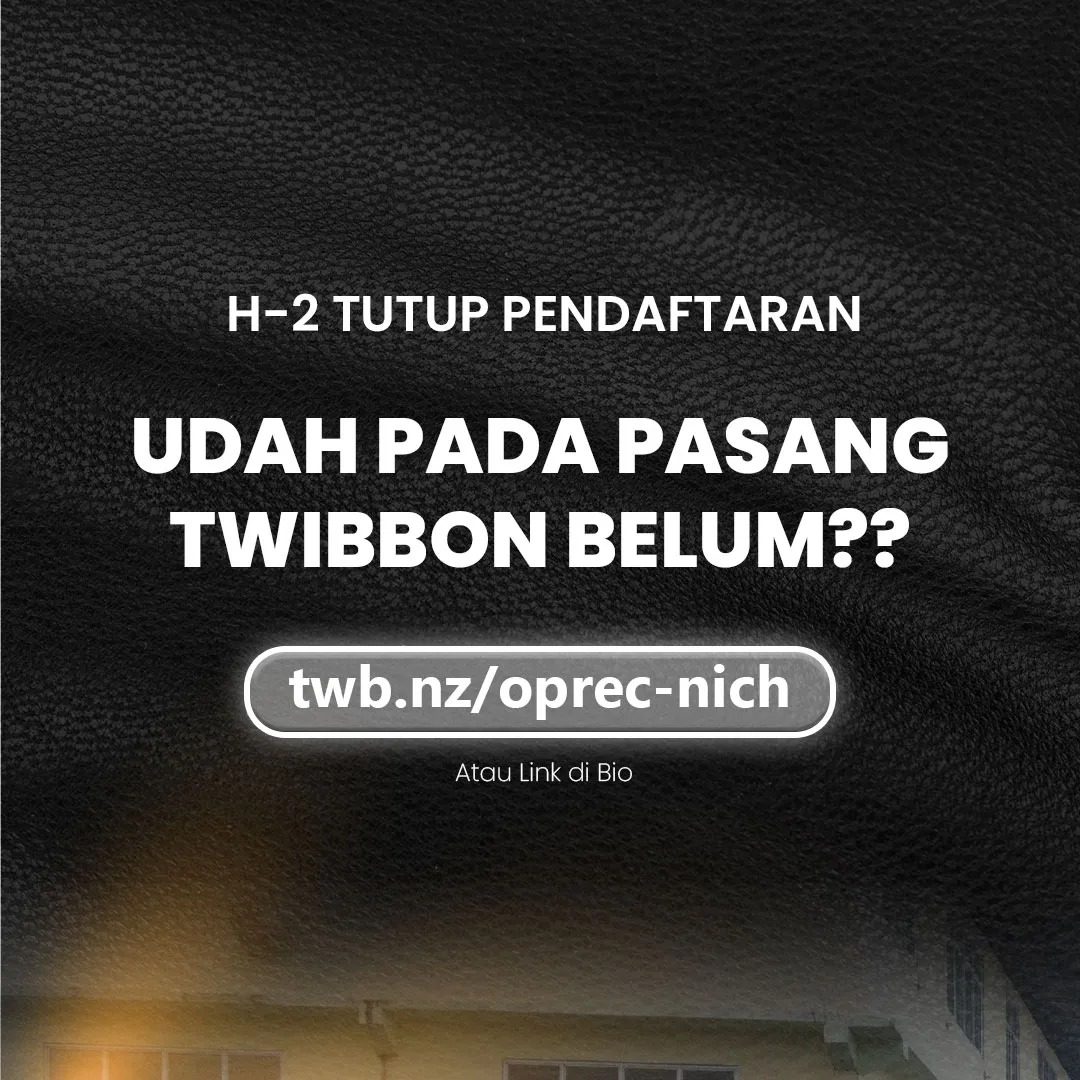 H-2 TUTUP PENDAFTARAN
UDAH PADA PASANG
TWIBBON BELUM??
twb.nz/oprec-nich
Atau Link di Bio